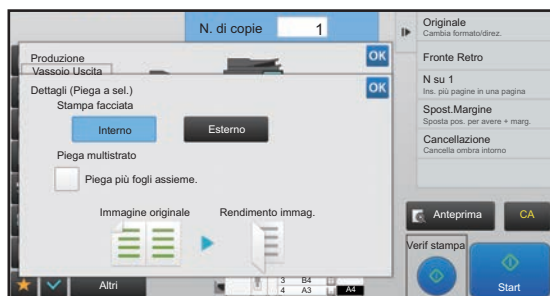 N. di copie 1
Produzione OK
Vassoio Uscita
Dettagli (Piega a sel.) OK
Stampa facciata
Interno Esterno
Piega multistrato
Piega più fogli assieme.
Immagine originale Rendimento immag.
Altri
3 B4
4 A3 A4
Originale
Cambia formato/direz.
Fronte Retro
N su 1
Ins. più pagine in una pagina
Spost.Margine
Sposta pos. per avere + marg.
Cancellazione
Cancella ombra intorno
Anteprima CA
Verif stampa
Start